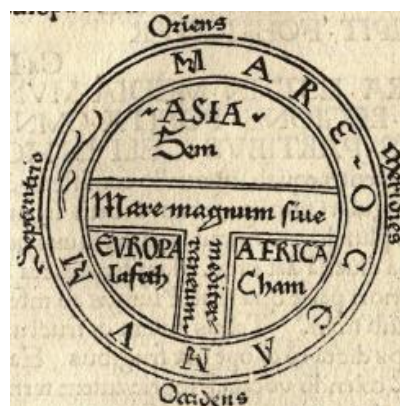 Oriens
MARE OCEANVM
ASIA
Sem
Septentrio
Meridies
Mare magnum siue
mediterraneum
EVROPA
Iafeth
AFRICA
Cham
Occidens